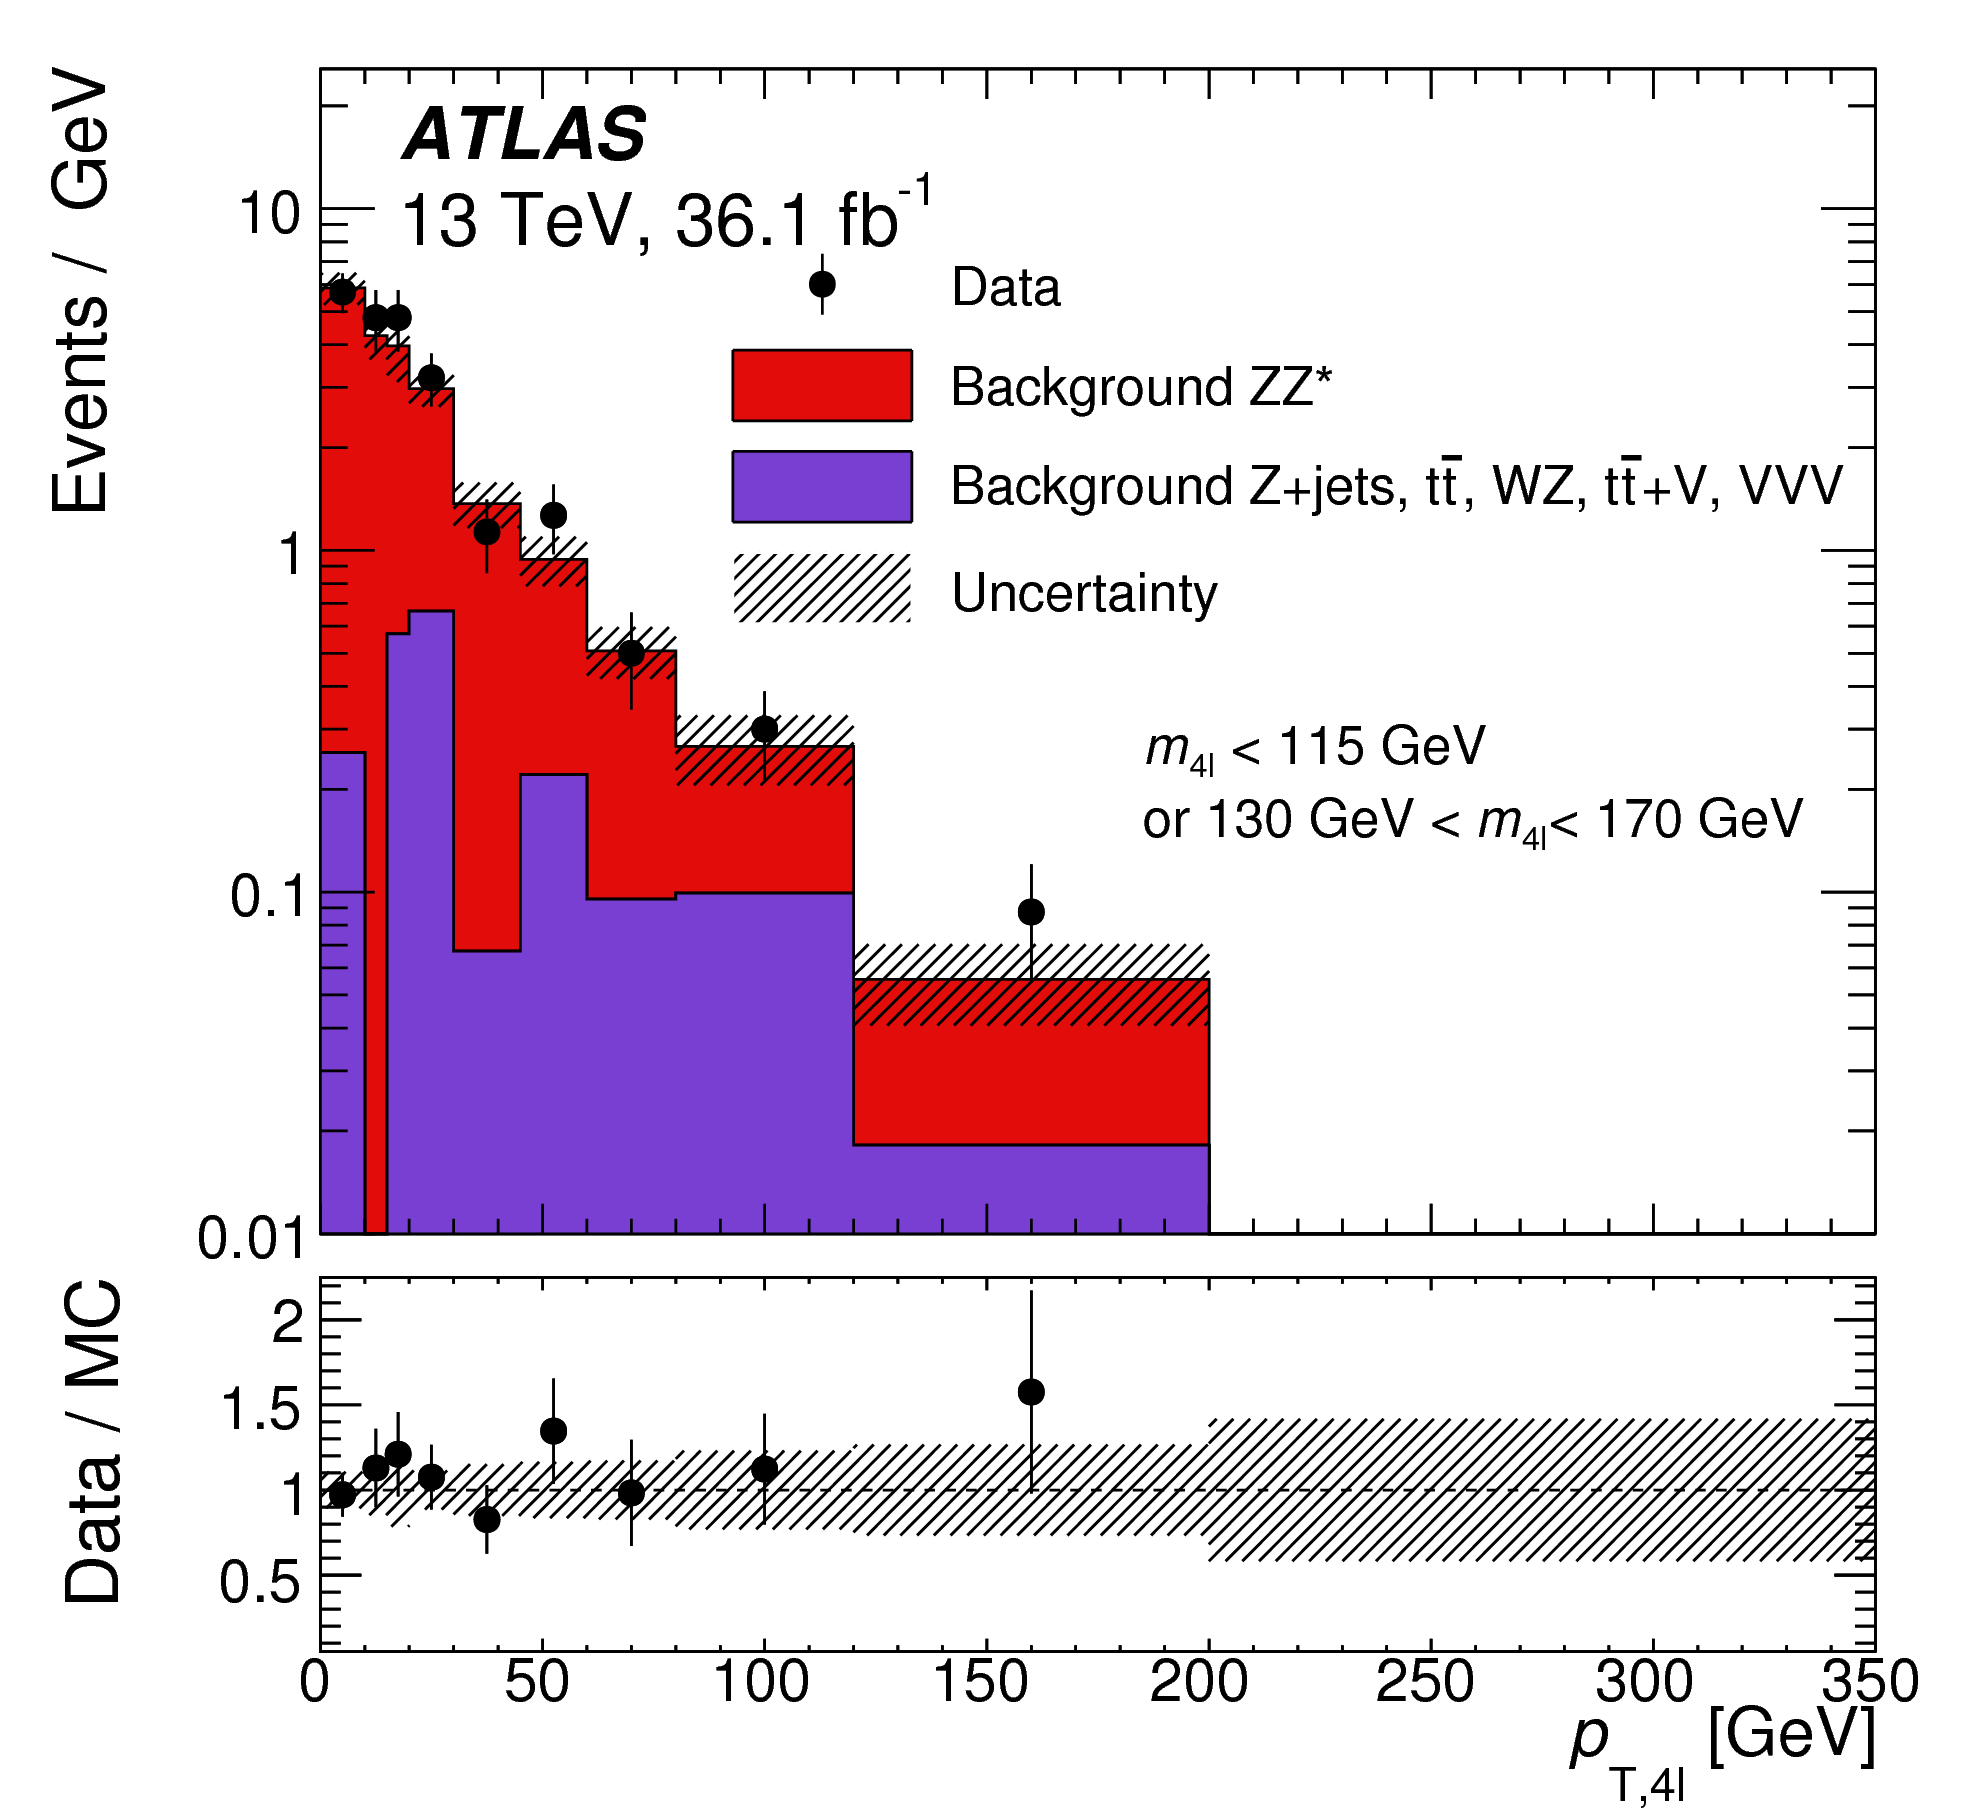 ATLAS
13 TeV, 36.1 fb⁻¹
Data
Background ZZ*
Background Z+jets, tt̄, WZ, tt̄+V, VVV
Uncertainty
m4l < 115 GeV
or 130 GeV < m4l< 170 GeV
Events / GeV
10
1
0.1
0.01
Data / MC
2
1.5
1
0.5
0 50 100 150 200 250 300 350
pT,4l [GeV]